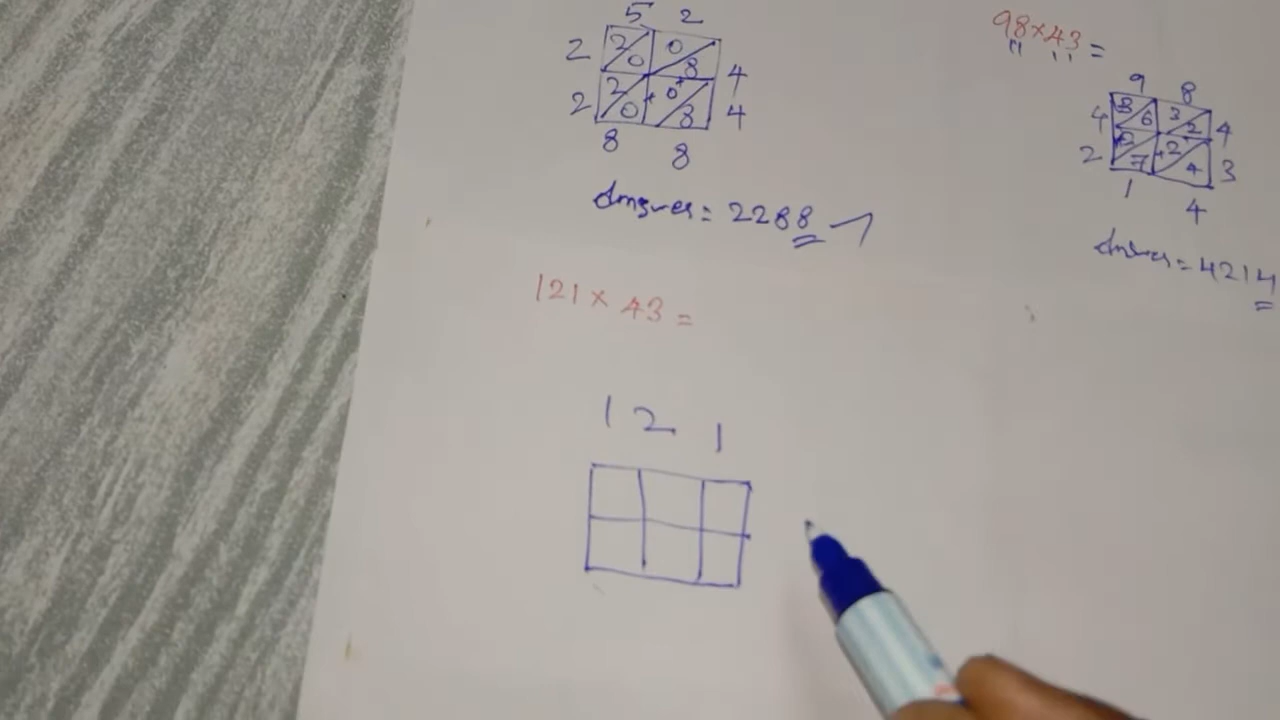 5 2
2 2 0 0 8 4
2 2 0 0 8 4
8 8
Answer = 2288
98×43 =
9 8
4 3 6 3 2 4
2 2 7 2 4 3
1 4
Answer = 4214
121 × 43 =
1 2 1